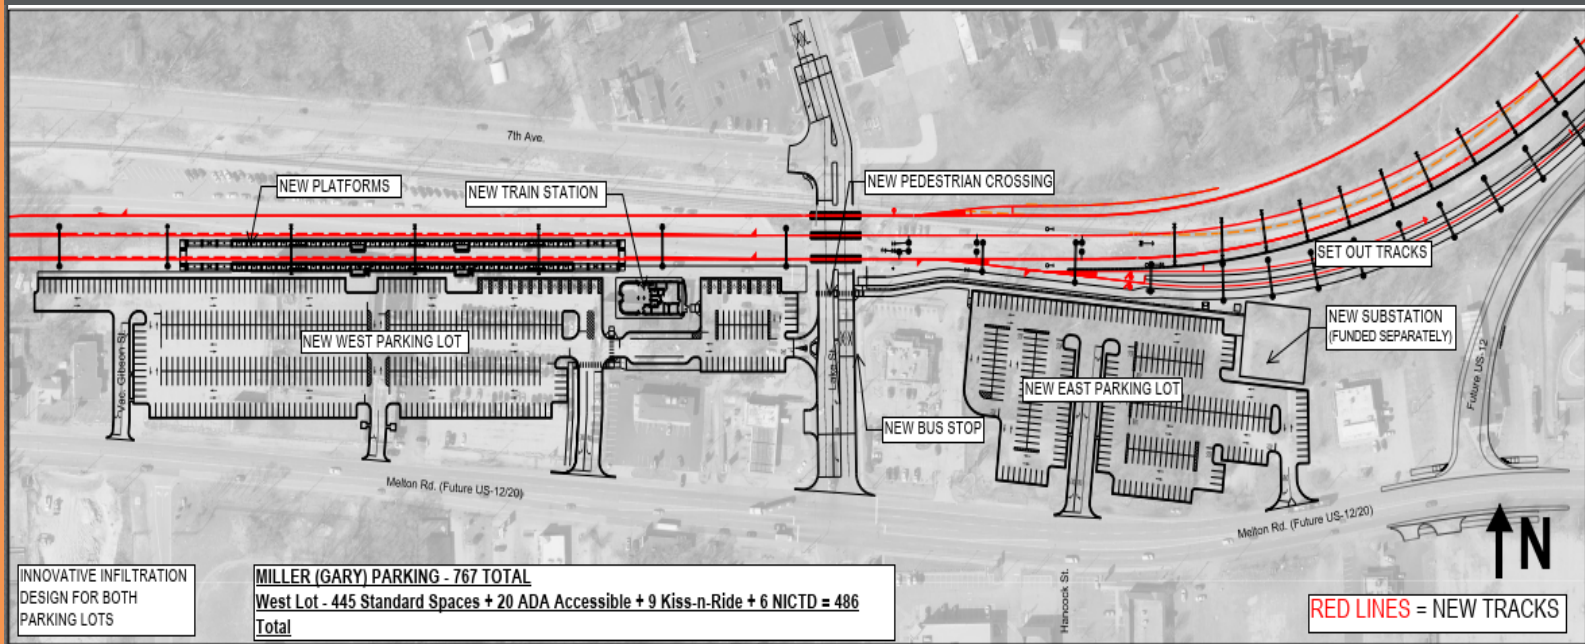 7th Ave.
NEW PLATFORMS
NEW TRAIN STATION
NEW PEDESTRIAN CROSSING
SET OUT TRACKS
NEW SUBSTATION
(FUNDED SEPARATELY)
NEW WEST PARKING LOT
Vac. Gibson St.
Lake St.
NEW EAST PARKING LOT
Future US-12
NEW BUS STOP
Melton Rd. (Future US-12/20)
Melton Rd. (Future US-12/20)
N
Hancock St.
INNOVATIVE INFILTRATION
DESIGN FOR BOTH
PARKING LOTS
MILLER (GARY) PARKING - 767 TOTAL
West Lot - 445 Standard Spaces + 20 ADA Accessible + 9 Kiss-n-Ride + 6 NICTD = 486
Total
RED LINES = NEW TRACKS